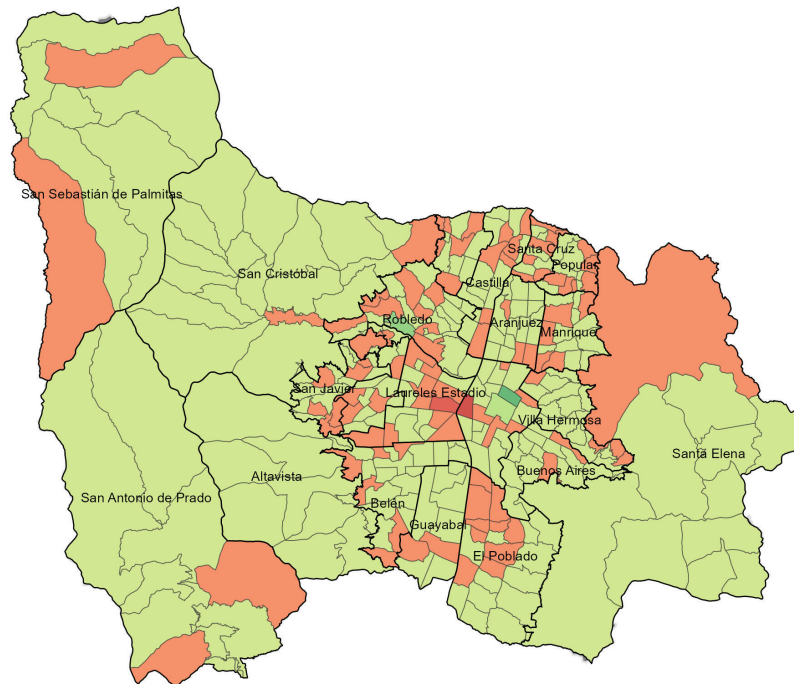 San Sebastián de Palmitas
San Cristóbal
Santa Cruz
Popular
Castilla
Robledo
Aranjuez
Manrique
San Javier
Laureles Estadio
Villa Hermosa
Santa Elena
Buenos Aires
Altavista
San Antonio de Prado
Belén
Guayabal
El Poblado